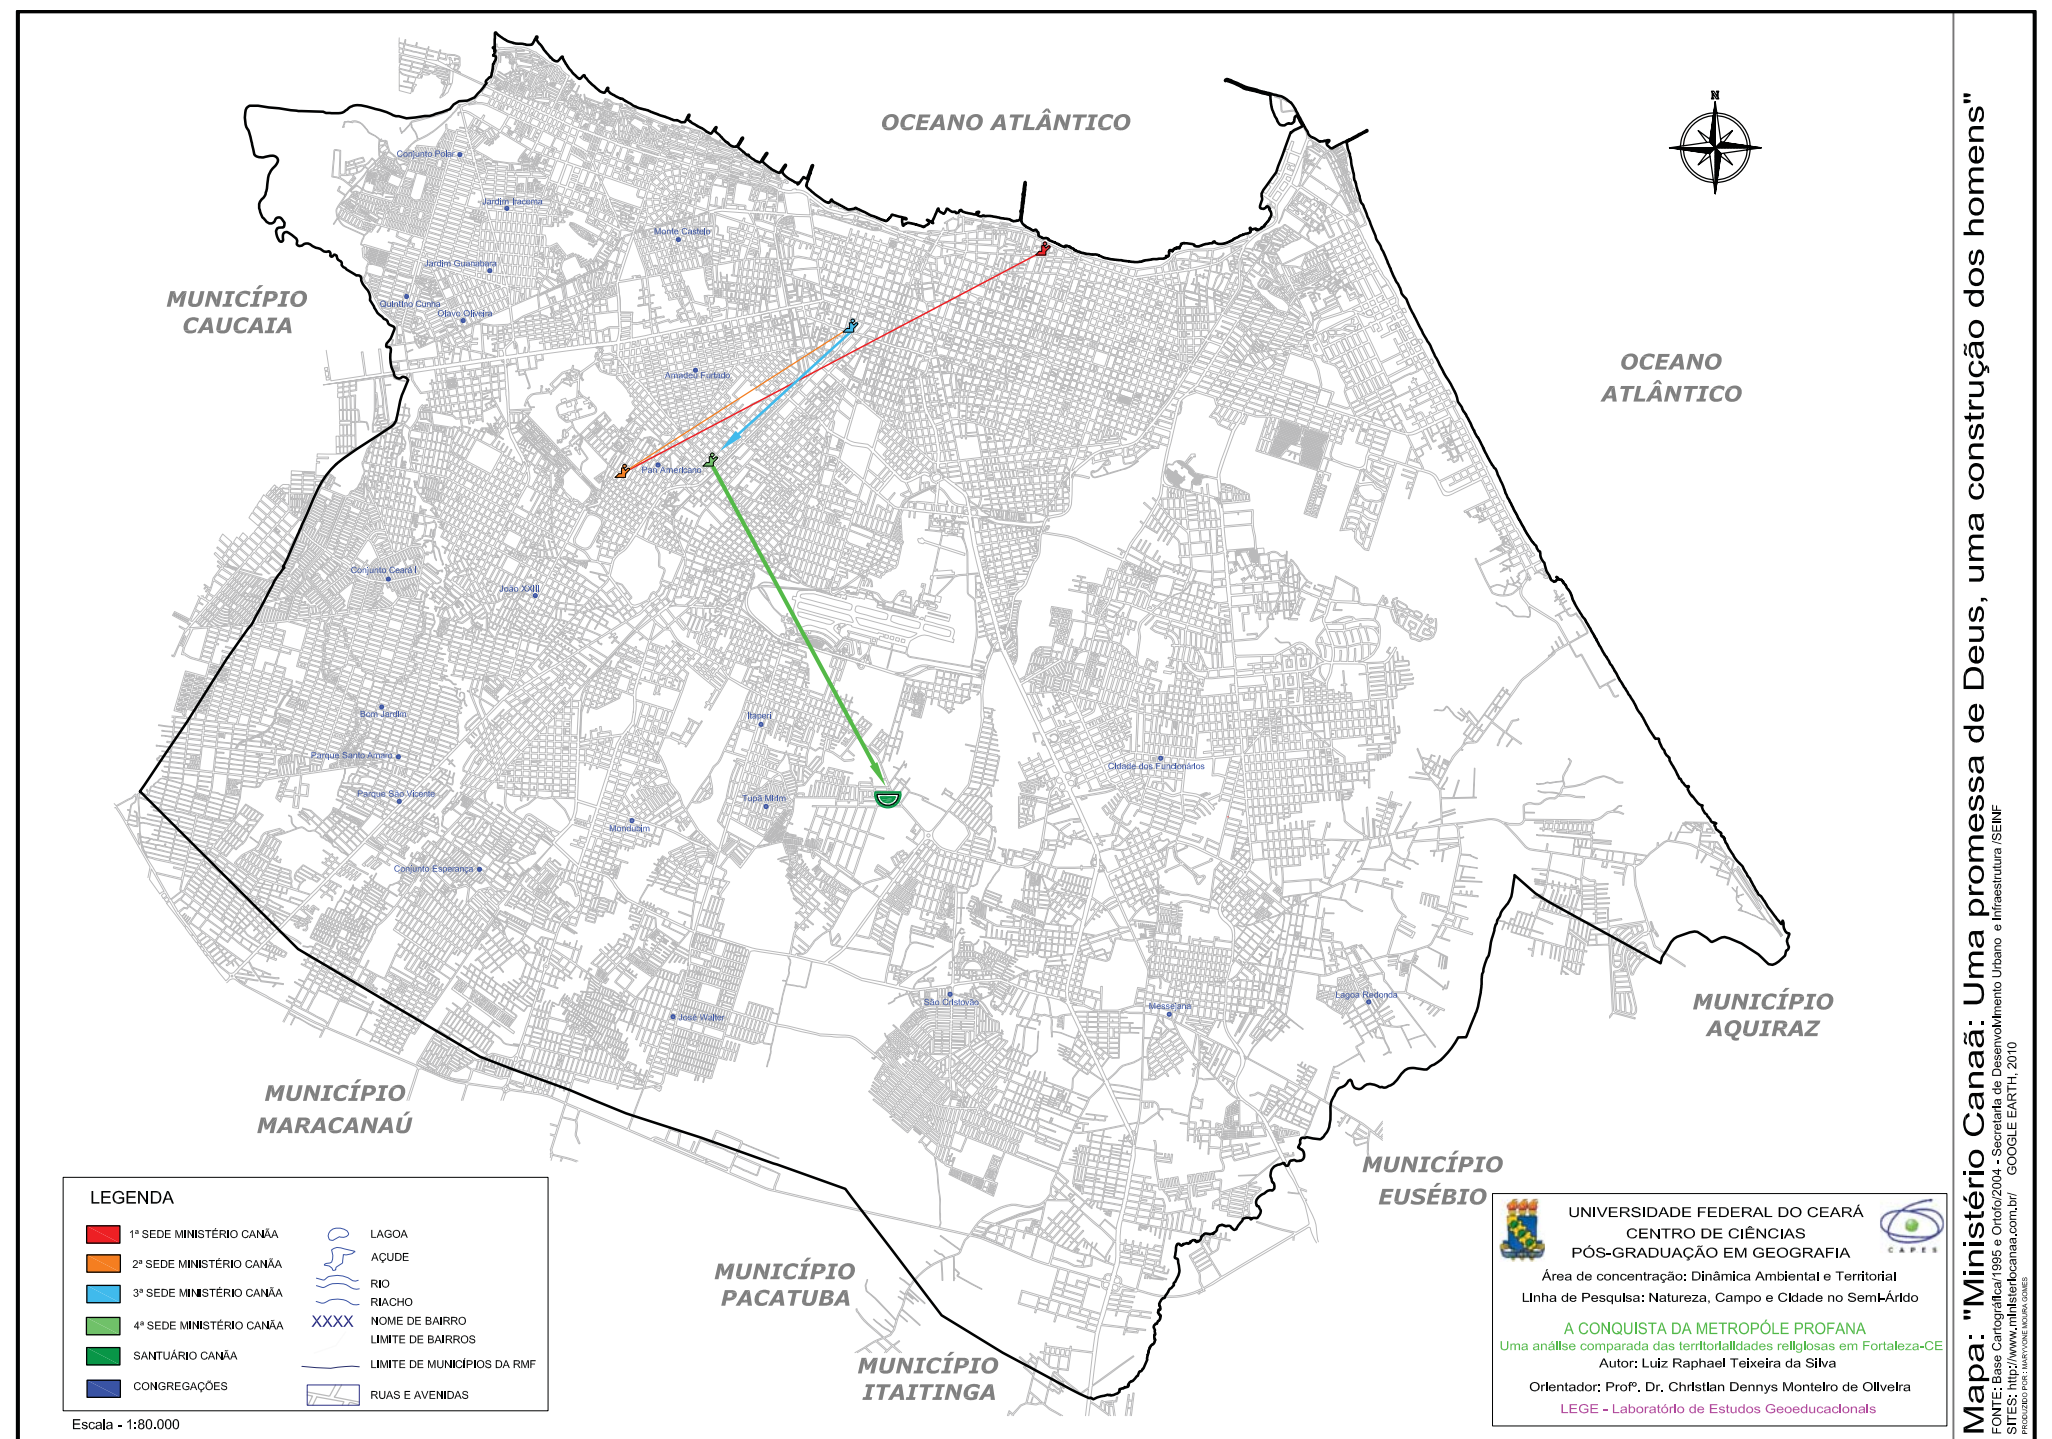 OCEANO ATLÂNTICO
N
Conjunto Polar
Jardim Iracema
Monte Castelo
Jardim Guanabara
Quintino Cunha
Olavo Oliveira
MUNICÍPIO
CAUCAIA
OCEANO
ATLÂNTICO
Amadeu Furtado
Pan Americano
Conjunto Ceará I
João XXIII
Bom Jardim
Itaperi
Parque Santo Amaro
Cidade dos Funcionários
Parque São Vicente
Tupã Mirim
Mondubim
Conjunto Esperança
São Cristovão
Messejana
Lagoa Redonda
José Walter
MUNICÍPIO
AQUIRAZ
MUNICÍPIO
MARACANAÚ
MUNICÍPIO
EUSÉBIO
MUNICÍPIO
PACATUBA
MUNICÍPIO
ITAITINGA
LEGENDA
1ª SEDE MINISTÉRIO CANÃA
2ª SEDE MINISTÉRIO CANÃA
3ª SEDE MINISTÉRIO CANÃA
4ª SEDE MINISTÉRIO CANÃA
SANTUÁRIO CANÃA
CONGREGAÇÕES
LAGOA
AÇUDE
RIO
RIACHO
XXXX NOME DE BAIRRO
LIMITE DE BAIRROS
LIMITE DE MUNICÍPIOS DA RMF
RUAS E AVENIDAS
Escala - 1:80.000
UNIVERSIDADE FEDERAL DO CEARÁ
CENTRO DE CIÊNCIAS
PÓS-GRADUAÇÃO EM GEOGRAFIA
CAPES
Área de concentração: Dinâmica Ambiental e Territorial
Linha de Pesquisa: Natureza, Campo e Cidade no Semi-Árido
A CONQUISTA DA METROPÓLE PROFANA
Uma análise comparada das territorialidades religiosas em Fortaleza-CE
Autor: Luiz Raphael Teixeira da Silva
Orientador: Profº. Dr. Christian Dennys Monteiro de Oliveira
LEGE - Laboratório de Estudos Geoeducacionais
Mapa: "Ministério Canaã: Uma promessa de Deus, uma construção dos homens"
FONTE: Base Cartográfica/1995 e Ortofo/2004 - Secretaria de Desenvolvimento Urbano e Infraestrutura /SEINF
SITES: http://www.ministeriocanaa.com.br/ GOOGLE EARTH, 2010
PRODUZIDO POR: MARYVONE MOURA GOMES